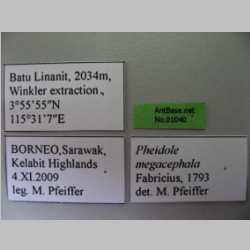 Batu Linanit, 2034m,
Winkler extraction,
3°55'55"N
115°31'7"E
AntBase.net
No.01040
BORNEO,Sarawak,
Kelabit Highlands
4.XI.2009
leg. M. Pfeiffer
Pheidole
megacephala
Fabricius, 1793
det. M. Pfeiffer